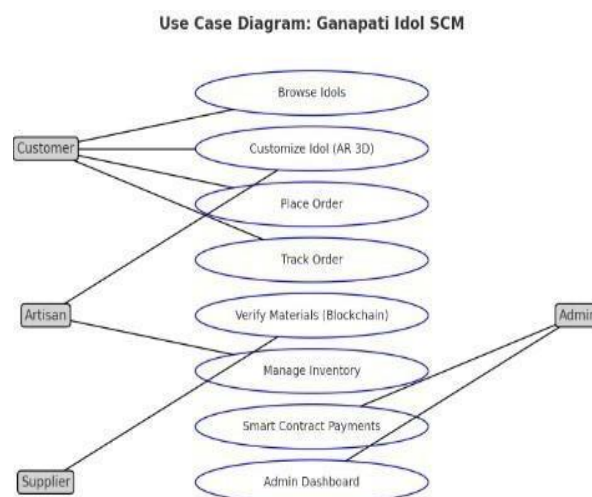 Use Case Diagram: Ganapati Idol SCM
Browse Idols
Customer
Customize Idol (AR 3D)
Place Order
Track Order
Artisan
Verify Materials (Blockchain)
Admin
Manage Inventory
Smart Contract Payments
Supplier
Admin Dashboard